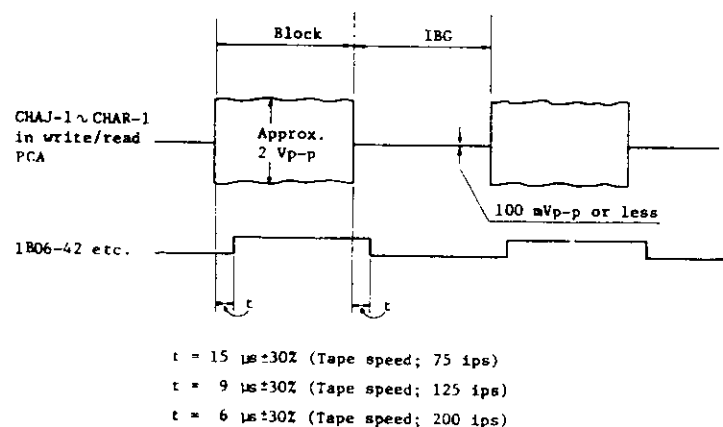 Block IBG
CHAJ-1 ~ CHAR-1
in write/read
PCA
Approx.
2 Vp-p
100 mVp-p or less
1B06-42 etc.
t t
t = 15 μs±30% (Tape speed; 75 ips)
t = 9 μs±30% (Tape speed; 125 ips)
t = 6 μs±30% (Tape speed; 200 ips)